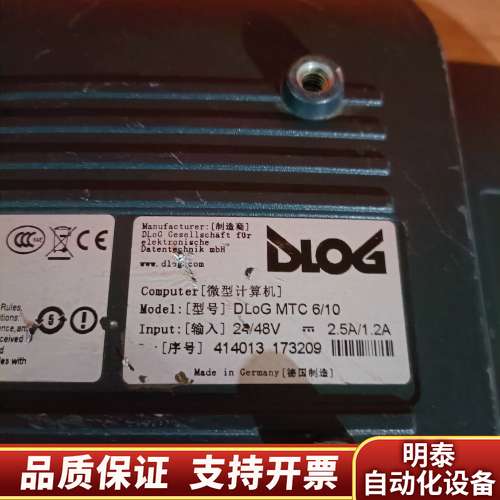 Manufacturer:[制造商]
DLoG Gesellschaft für
elektronische
Datentechnik mbH
www.dlog.com
DLOG
Computer[微型计算机]
Model:[型号] DLoG MTC 6/10
Input:[输入] 24/48V 2.5A/1.2A
[序号] 414013 173209
Made in Germany[德国制造]
CCC CE
Rules,
ence, and
ceived
les with
品质保证 支持开票
明泰
自动化设备